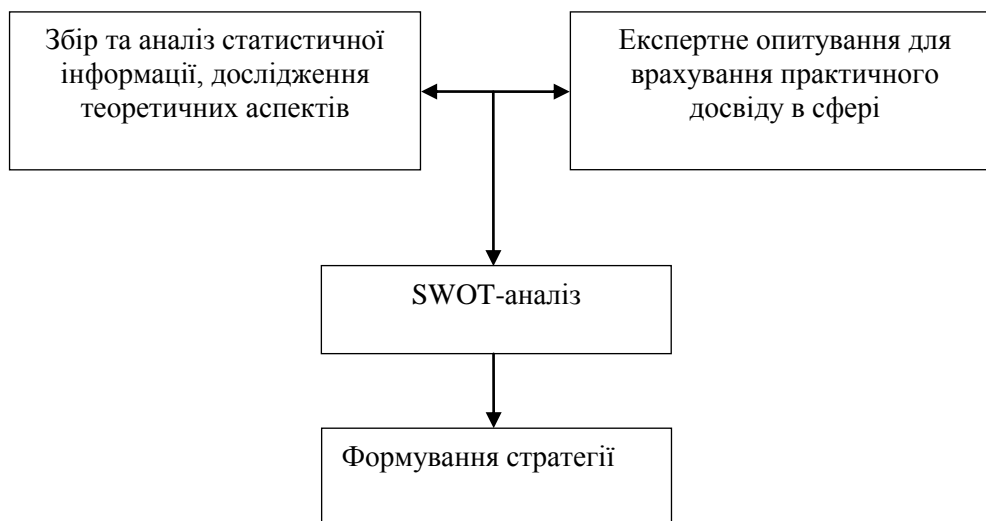 Збір та аналіз статистичної
інформації, дослідження
теоретичних аспектів
Експертне опитування для
врахування практичного
досвіду в сфері
SWOT-аналіз
Формування стратегії